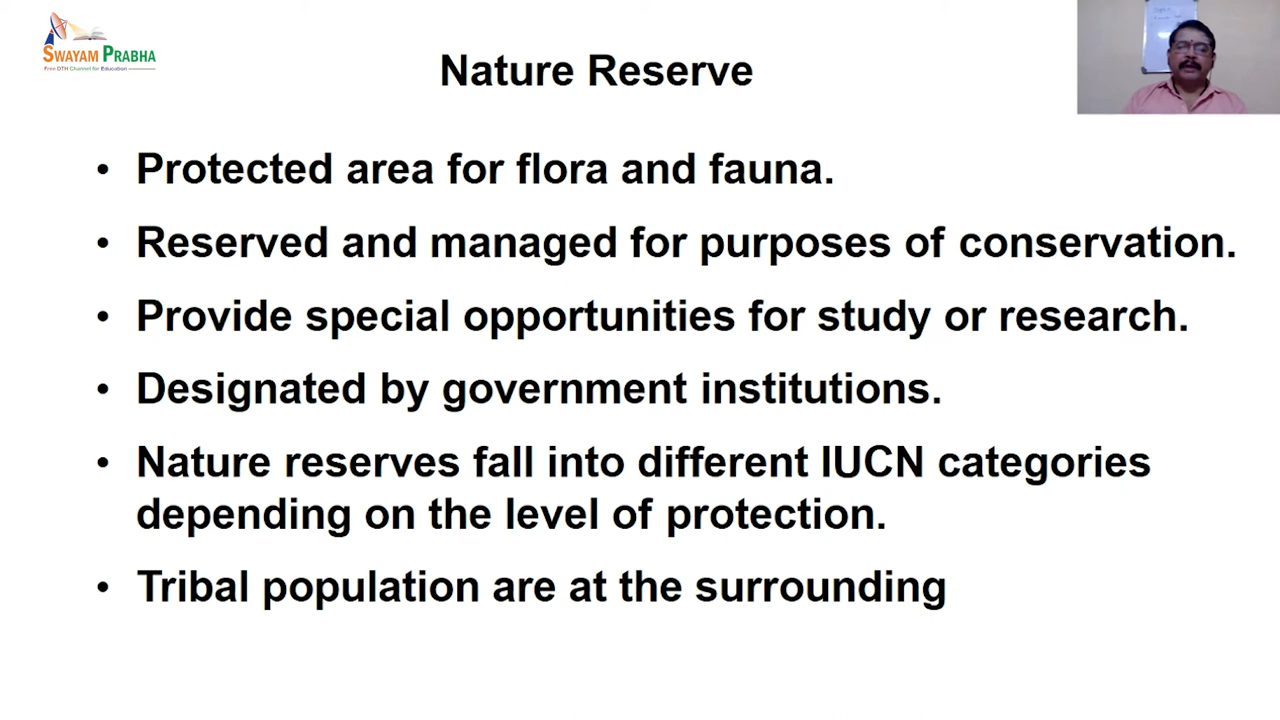 SWAYAM PRABHA
Free DTH Channel for Education
Nature Reserve
• Protected area for flora and fauna.
• Reserved and managed for purposes of conservation.
• Provide special opportunities for study or research.
• Designated by government institutions.
• Nature reserves fall into different IUCN categories
depending on the level of protection.
• Tribal population are at the surrounding